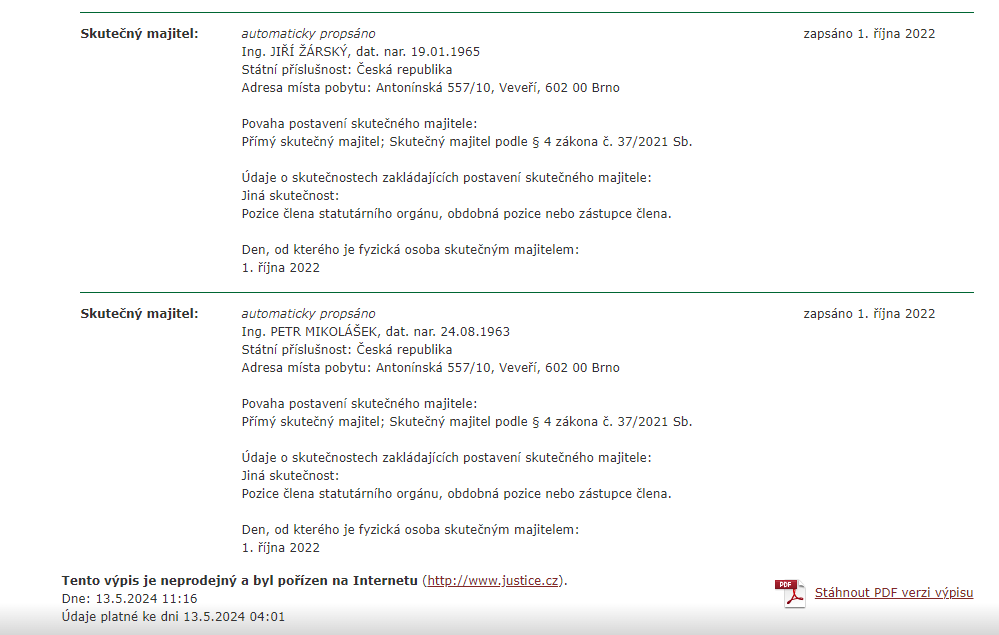 Skutečný majitel: automaticky propsáno zapsáno 1. října 2022
Ing. JIŘÍ ŽÁRSKÝ, dat. nar. 19.01.1965
Státní příslušnost: Česká republika
Adresa místa pobytu: Antonínská 557/10, Veveří, 602 00 Brno
Povaha postavení skutečného majitele:
Přímý skutečný majitel; Skutečný majitel podle § 4 zákona č. 37/2021 Sb.
Údaje o skutečnostech zakládajících postavení skutečného majitele:
Jiná skutečnost:
Pozice člena statutárního orgánu, obdobná pozice nebo zástupce člena.
Den, od kterého je fyzická osoba skutečným majitelem:
1. října 2022
Skutečný majitel: automaticky propsáno zapsáno 1. října 2022
Ing. PETR MIKOLÁŠEK, dat. nar. 24.08.1963
Státní příslušnost: Česká republika
Adresa místa pobytu: Antonínská 557/10, Veveří, 602 00 Brno
Povaha postavení skutečného majitele:
Přímý skutečný majitel; Skutečný majitel podle § 4 zákona č. 37/2021 Sb.
Údaje o skutečnostech zakládajících postavení skutečného majitele:
Jiná skutečnost:
Pozice člena statutárního orgánu, obdobná pozice nebo zástupce člena.
Den, od kterého je fyzická osoba skutečným majitelem:
1. října 2022
Tento výpis je neprodejný a byl pořízen na Internetu (http://www.justice.cz).
Dne: 13.5.2024 11:16
Údaje platné ke dni 13.5.2024 04:01
PDF Stáhnout PDF verzi výpisu